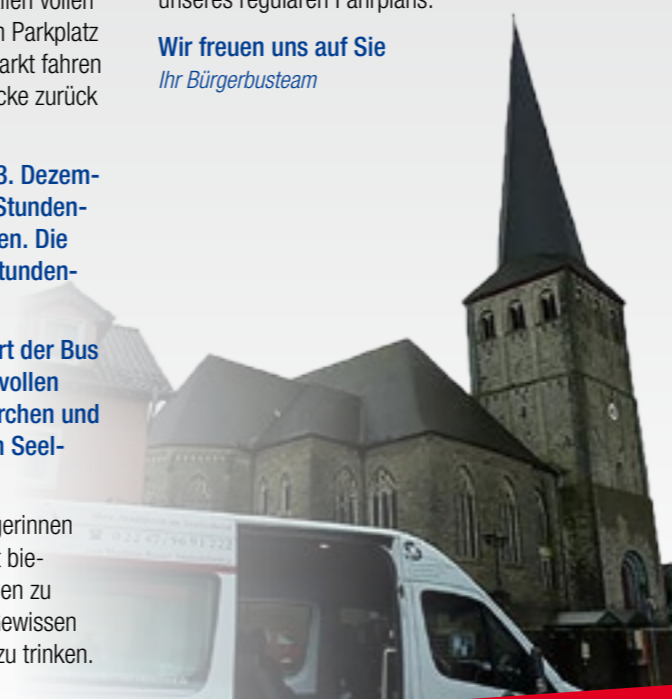 vollen
Parkplatz
arkt fahren
cke zurück
3. Dezem-
Stunden-
en. Die
tunden-
rt der Bus
vollen
rchen und
n Seel-
gerinnen
t bie-
en zu
ewissen
zu trinken.
unseres regulären Fahrplans.
Wir freuen uns auf Sie
Ihr Bürgerbusteam